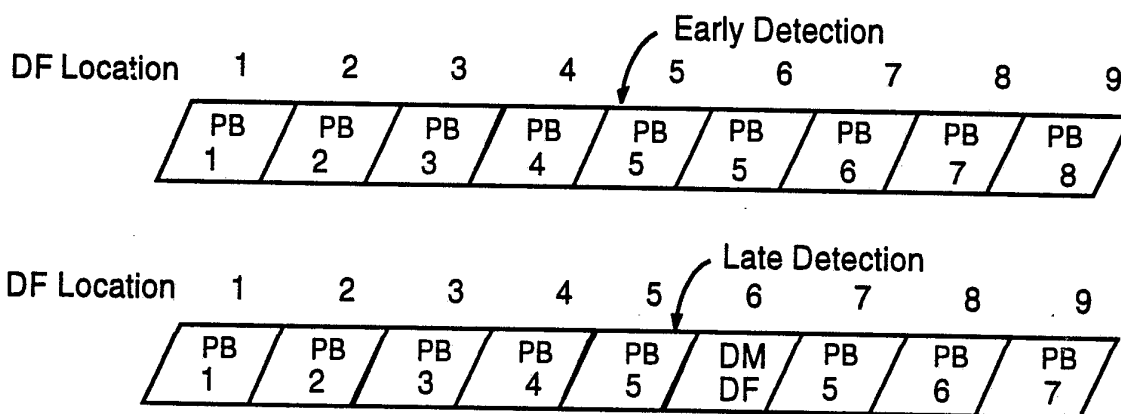 Early Detection
DF Location 1 2 3 4 5 6 7 8 9
PB PB PB PB PB PB PB PB PB
1 2 3 4 5 5 6 7 8
Late Detection
DF Location 1 2 3 4 5 6 7 8 9
PB PB PB PB PB DM PB PB PB
1 2 3 4 5 DF 5 6 7